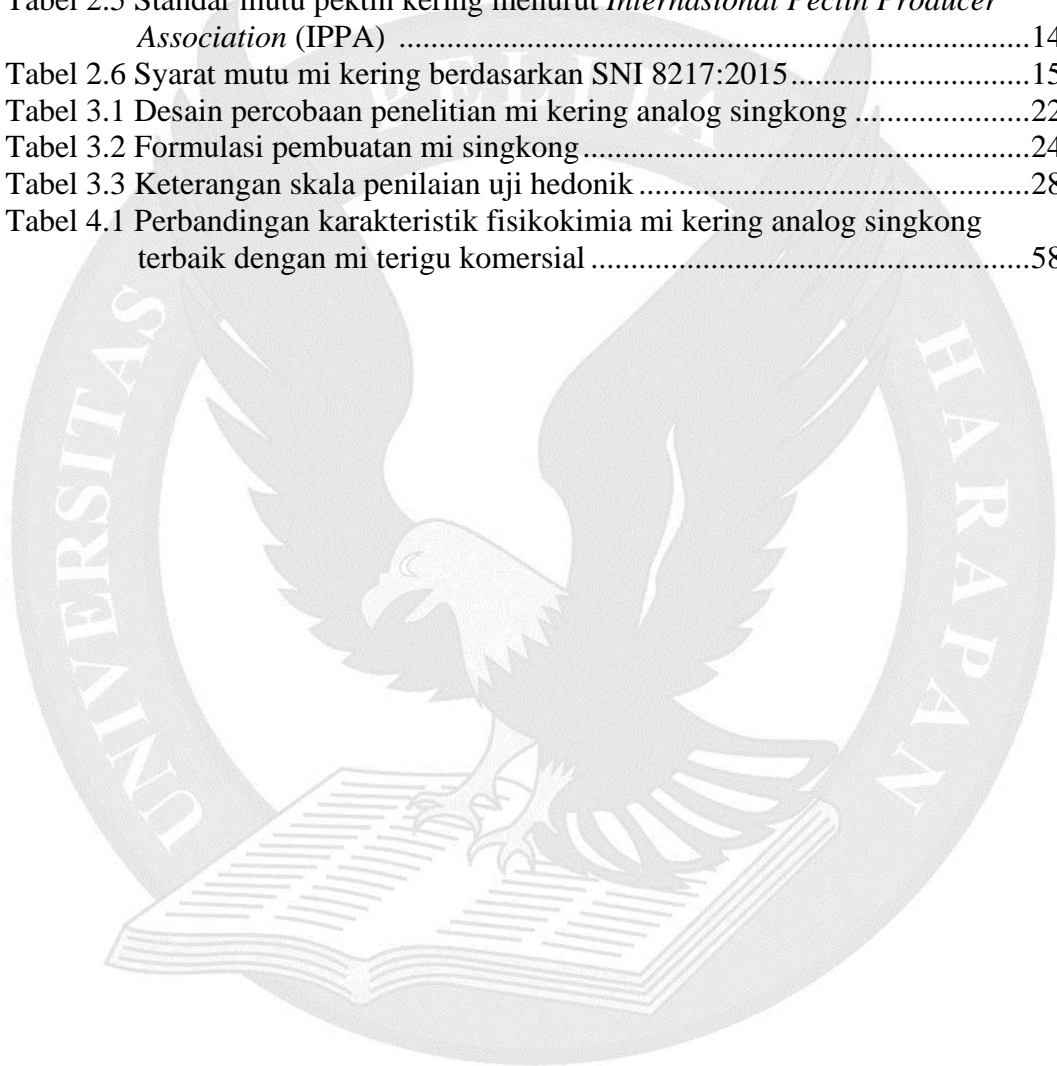 Tabel 2.5 Standar mutu pektin kering menurut Internasional Pectin Producer
Association (IPPA) ...............................................................................14
Tabel 2.6 Syarat mutu mi kering berdasarkan SNI 8217:2015..............................15
Tabel 3.1 Desain percobaan penelitian mi kering analog singkong ......................22
Tabel 3.2 Formulasi pembuatan mi singkong........................................................24
Tabel 3.3 Keterangan skala penilaian uji hedonik .................................................28
Tabel 4.1 Perbandingan karakteristik fisikokimia mi kering analog singkong
terbaik dengan mi terigu komersial .......................................................58
UNIVERSITAS PELITA HARAPAN